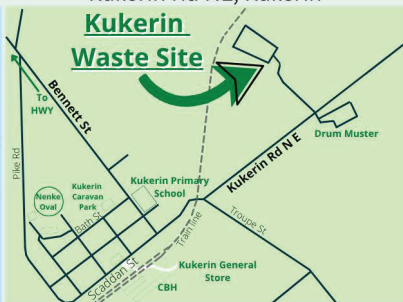 Kukerin
Waste Site
To
HWY
Bennett St
Pike Rd
Nenke
Oval
Kukerin
Caravan
Park
Bath St
Kukerin Primary
School
Kukerin Rd N E
Drum Muster
Troupe St
Train line
Scaddan St
Kukerin General
Store
CBH